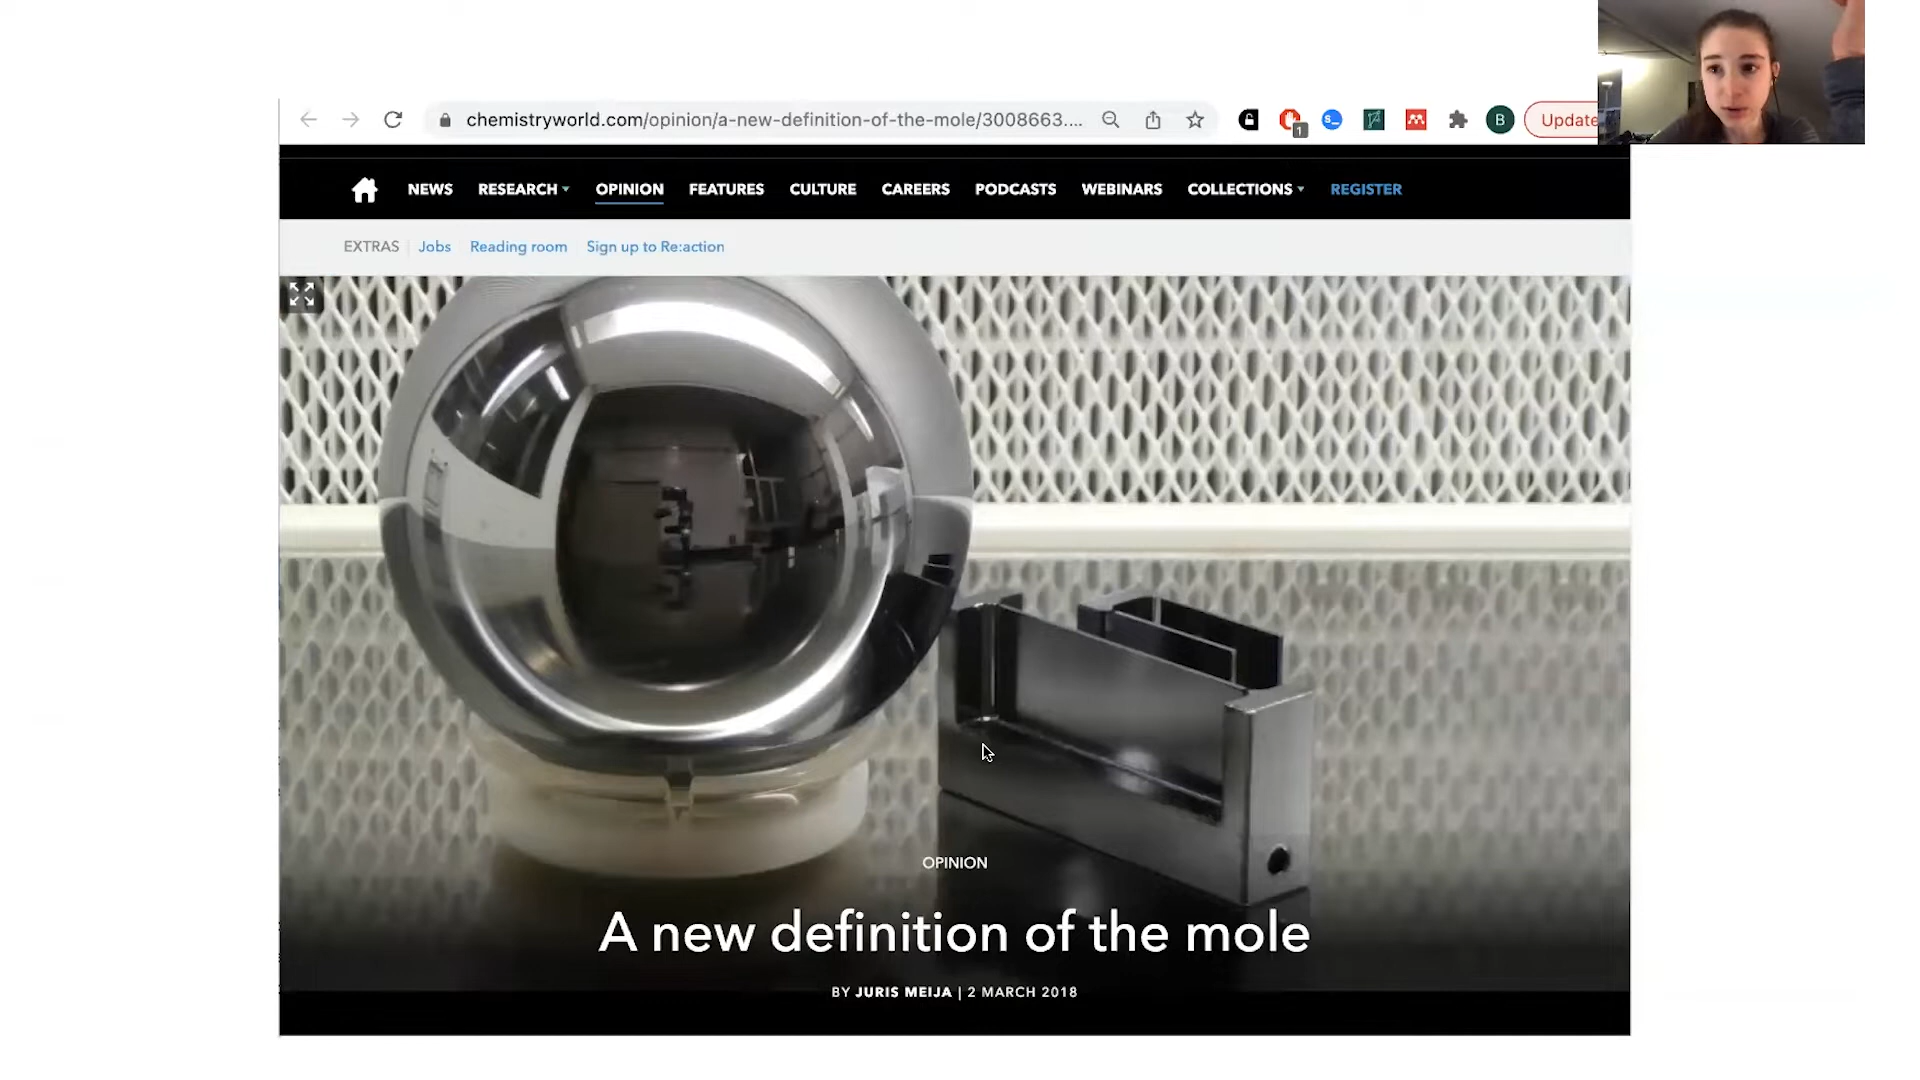 chemistryworld.com/opinion/a-new-definition-of-the-mole/3008663....
1
S_
B
Update
NEWS RESEARCH OPINION FEATURES CULTURE CAREERS PODCASTS WEBINARS COLLECTIONS REGISTER
EXTRAS | Jobs Reading room Sign up to Re:action
OPINION
A new definition of the mole
BY JURIS MEIJA | 2 MARCH 2018